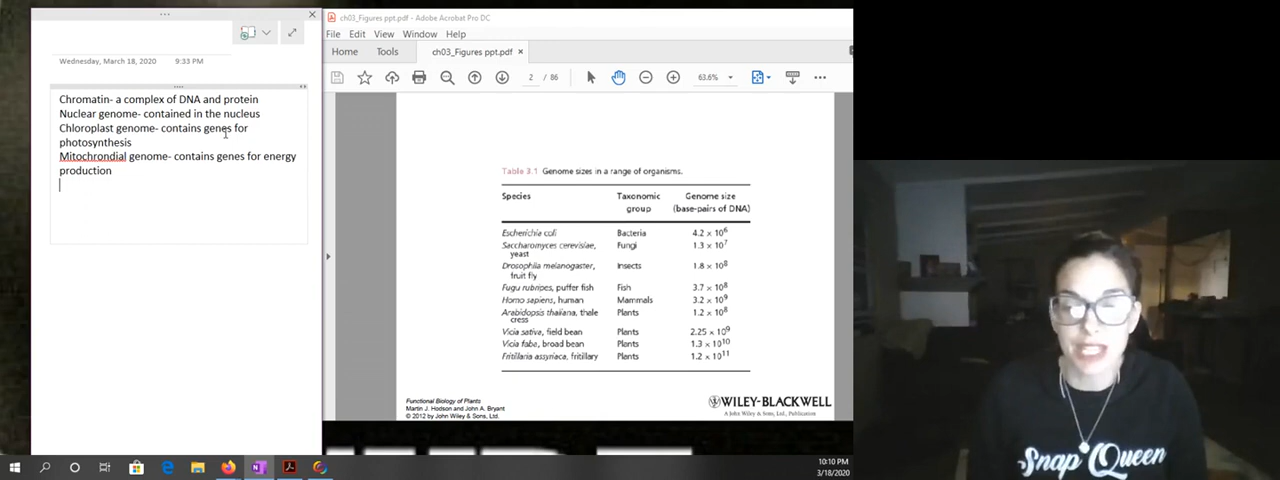 Wednesday, March 18, 2020 9:33 PM
Chromatin- a complex of DNA and protein
Nuclear genome- contained in the nucleus
Chloroplast genome- contains genes for
photosynthesis
Mitochrondial genome- contains genes for energy
production
ch03_Figures ppt.pdf - Adobe Acrobat Pro DC
File Edit View Window Help
Home Tools ch03_Figures ppt.pdf ×
2 / 86 63.6%
Table 3.1 Genome sizes in a range of organisms.
Species Taxonomic group Genome size (base-pairs of DNA)
Escherichia coli Bacteria 4.2 × 10⁶
Saccharomyces cerevisiae, Fungi 1.3 × 10⁷
yeast
Drosophila melanogaster, Insects 1.8 × 10⁸
fruit fly
Fugu rubripes, puffer fish Fish 3.7 × 10⁸
Homo sapiens, human Mammals 3.2 × 10⁹
Arabidopsis thaliana, thale Plants 1.2 × 10⁸
cress
Vicia sativa, field bean Plants 2.25 × 10⁹
Vicia faba, broad bean Plants 1.3 × 10¹⁰
Fritillaria assyriaca, fritillary Plants 1.2 × 10¹¹
Functional Biology of Plants
Martin J. Hodson and John A. Bryant
© 2012 by John Wiley & Sons, Ltd.
WILEY-BLACKWELL
A John Wiley & Sons, Ltd., Publication
Snap Queen
10:10 PM
3/18/2020